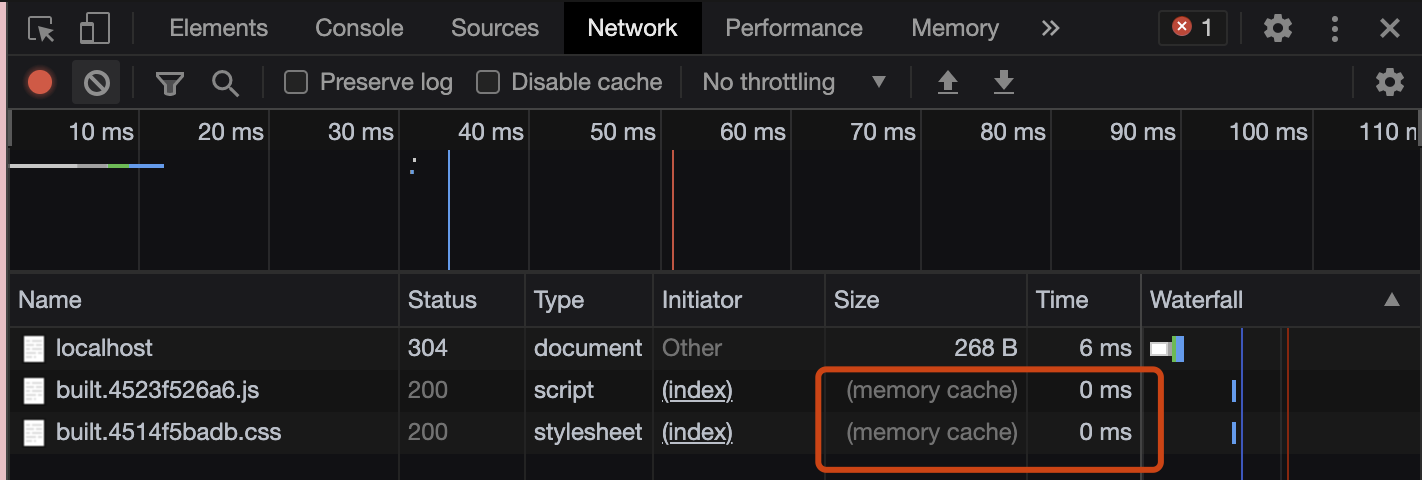 Elements Console Sources Network Performance Memory 1
Preserve log Disable cache No throttling
10 ms 20 ms 30 ms 40 ms 50 ms 60 ms 70 ms 80 ms 90 ms 100 ms 110 m
Name Status Type Initiator Size Time Waterfall
localhost 304 document Other 268 B 6 ms
built.4523f526a6.js 200 script (index) (memory cache) 0 ms
built.4514f5badb.css 200 stylesheet (index) (memory cache) 0 ms